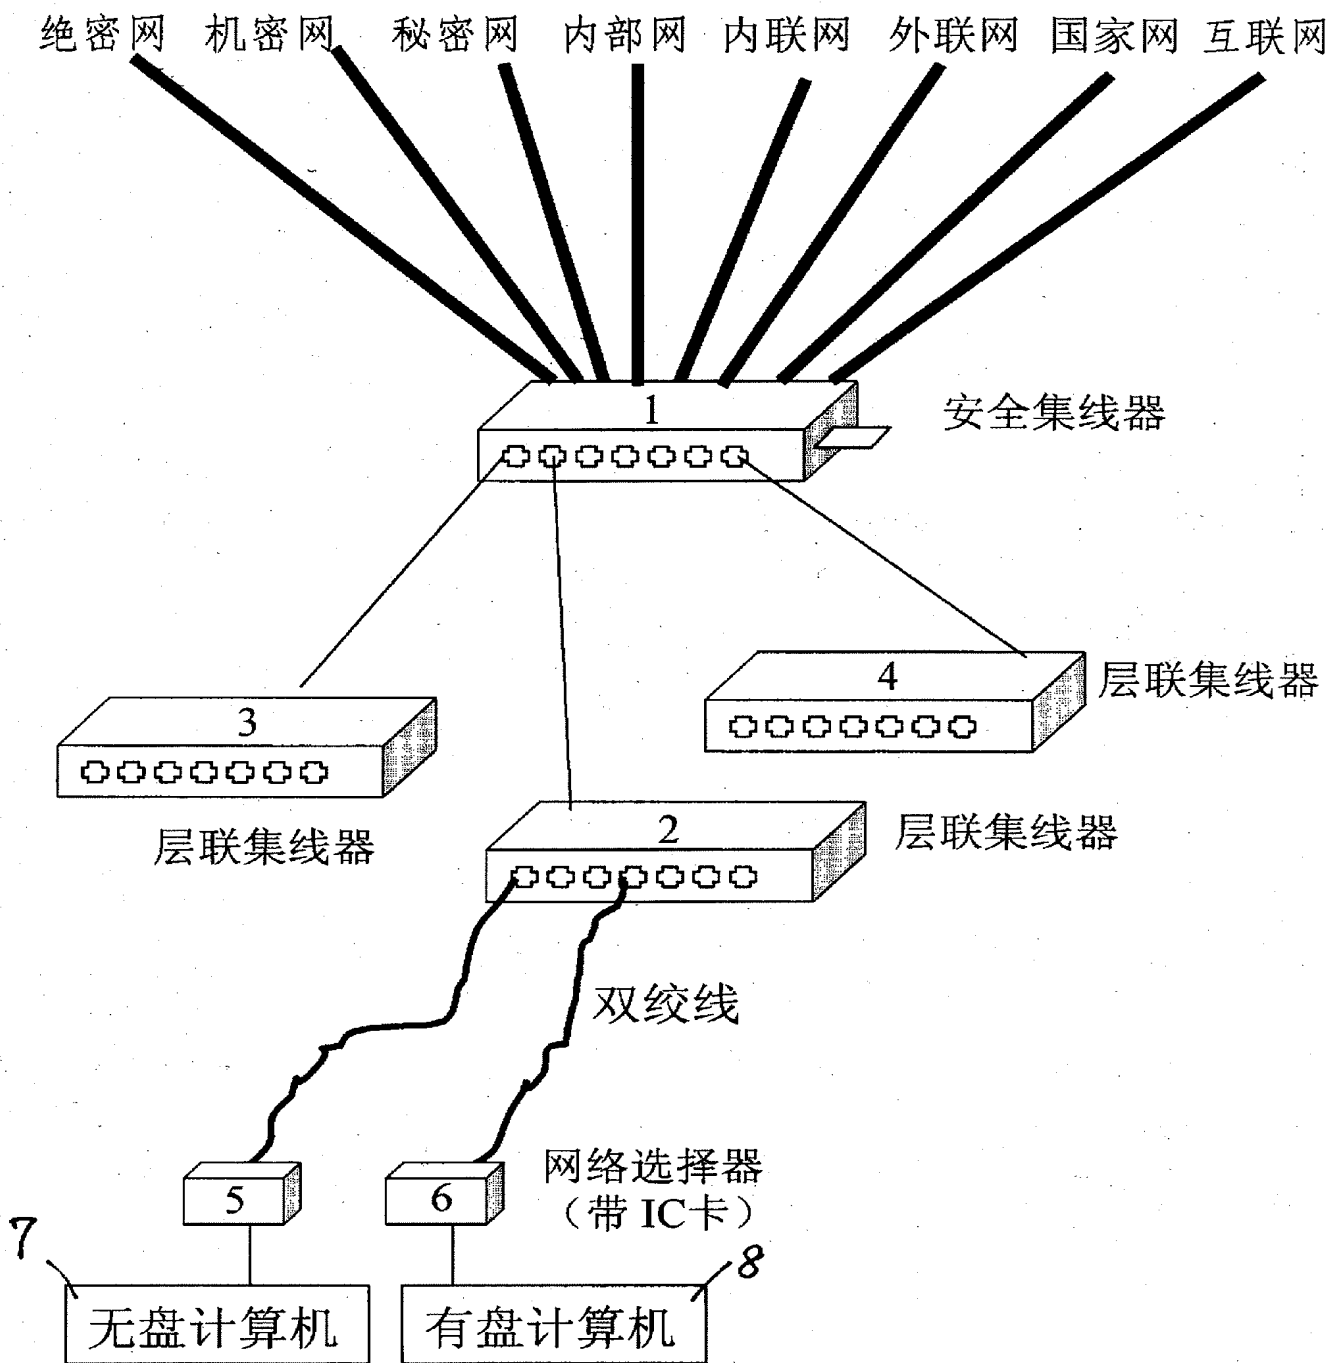 绝密网 机密网 秘密网 内部网 内联网 外联网 国家网 互联网
1
安全集线器
4
层联集线器
3
层联集线器
2
层联集线器
双绞线
5
6
网络选择器
（带 IC卡）
7
8
无盘计算机
有盘计算机